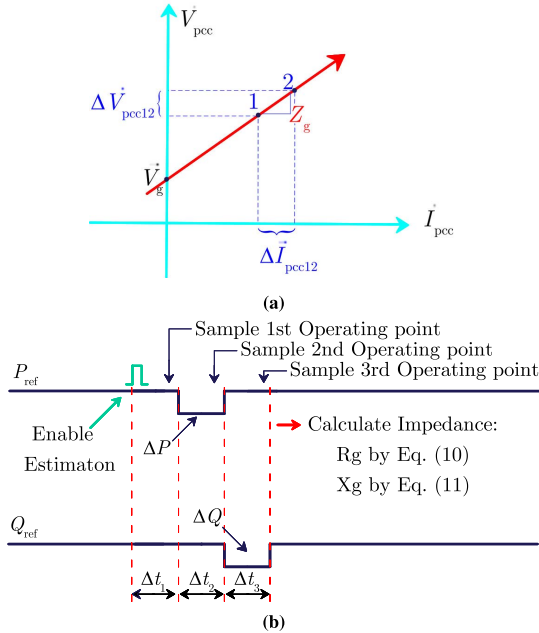 V⃗pcc
2
ΔV⃗pcc12
1
Zg
V⃗g
I⃗pcc
ΔI⃗pcc12
(a)
Sample 1st Operating point
Sample 2nd Operating point
Pref
Sample 3rd Operating point
Enable
Estimaton
ΔP
Calculate Impedance:
Rg by Eq. (10)
Xg by Eq. (11)
Qref
ΔQ
Δt1 Δt2 Δt3
(b)